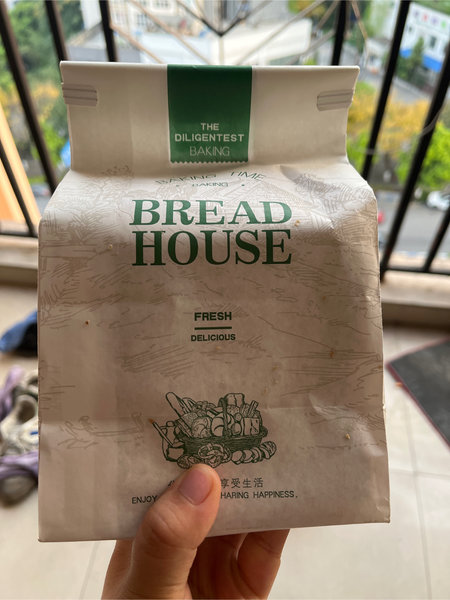 THE
DILIGENTEST
BAKING
BAKING TIME
BAKING
BREAD
HOUSE
FRESH
DELICIOUS
享受生活
ENJOY HARING HAPPINESS.